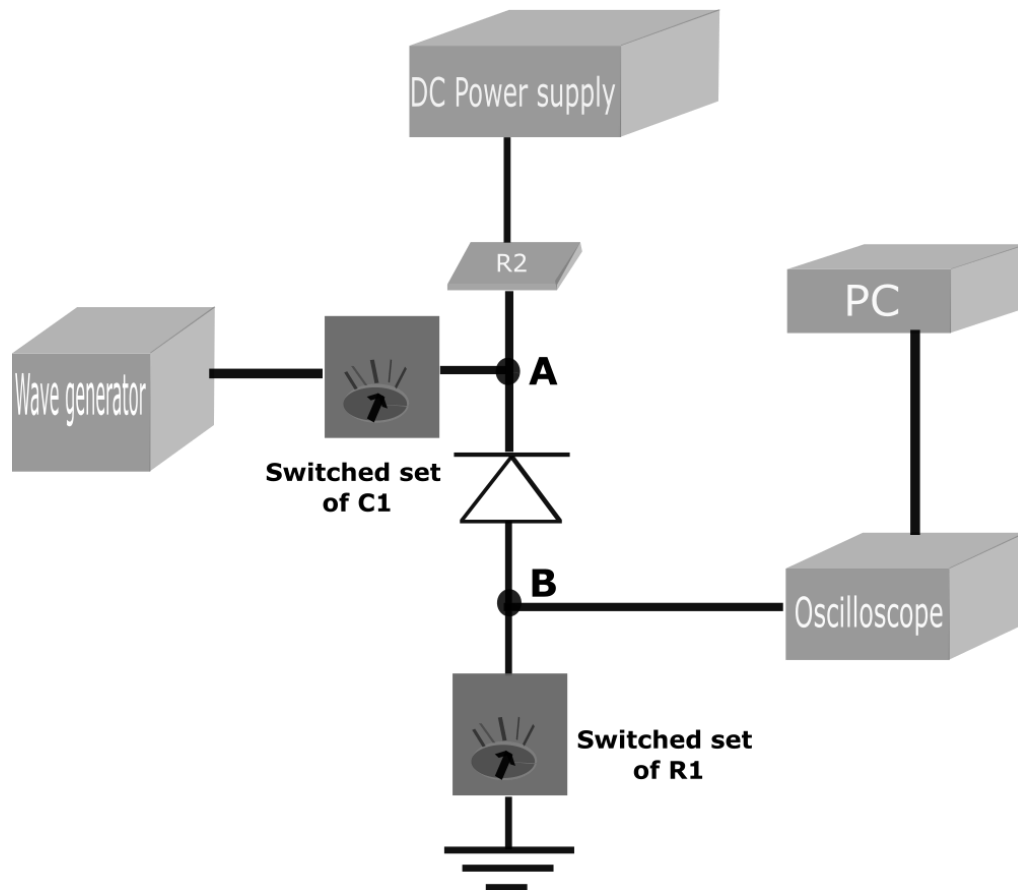 DC Power supply
R2
PC
A
Wave generator
Switched set
of C1
B
Oscilloscope
Switched set
of R1